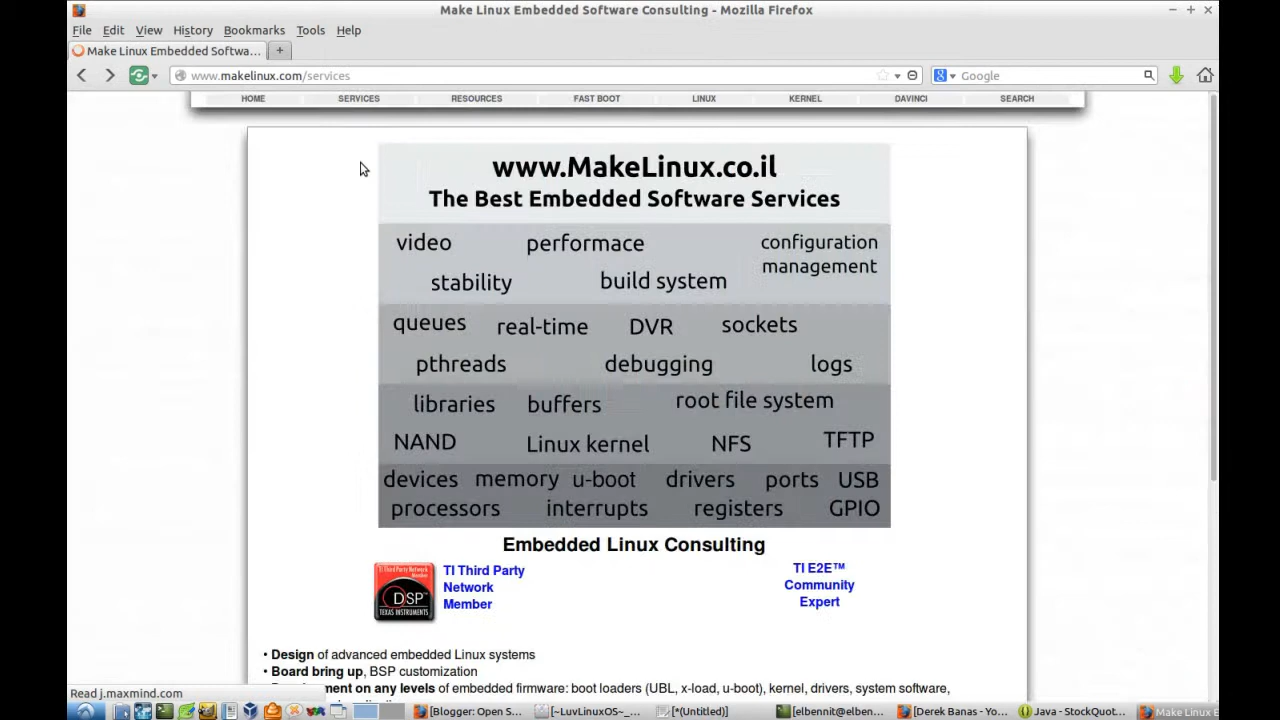 Make Linux Embedded Software Consulting - Mozilla Firefox
File Edit View History Bookmarks Tools Help
Make Linux Embedded Softwa...
www.makelinux.com/services
Google
HOME SERVICES RESOURCES FAST BOOT LINUX KERNEL DAVINCI SEARCH
www.MakeLinux.co.il
The Best Embedded Software Services
video performace configuration
management
stability build system
queues real-time DVR sockets
pthreads debugging logs
libraries buffers root file system
NAND Linux kernel NFS TFTP
devices memory u-boot drivers ports USB
processors interrupts registers GPIO
Embedded Linux Consulting
DSP
TEXAS INSTRUMENTS
TI Third Party
Network
Member
TI E2E™
Community
Expert
• Design of advanced embedded Linux systems
• Board bring up, BSP customization
ment on any levels of embedded firmware: boot loaders (UBL, x-load, u-boot), kernel, drivers, system software,
Read j.maxmind.com
[Blogger: Open S... [~LuvLinuxOS~_... [*(Untitled)] [elbennit@elben... [Derek Banas - Yo... [Java - StockQuot... Make Linux E